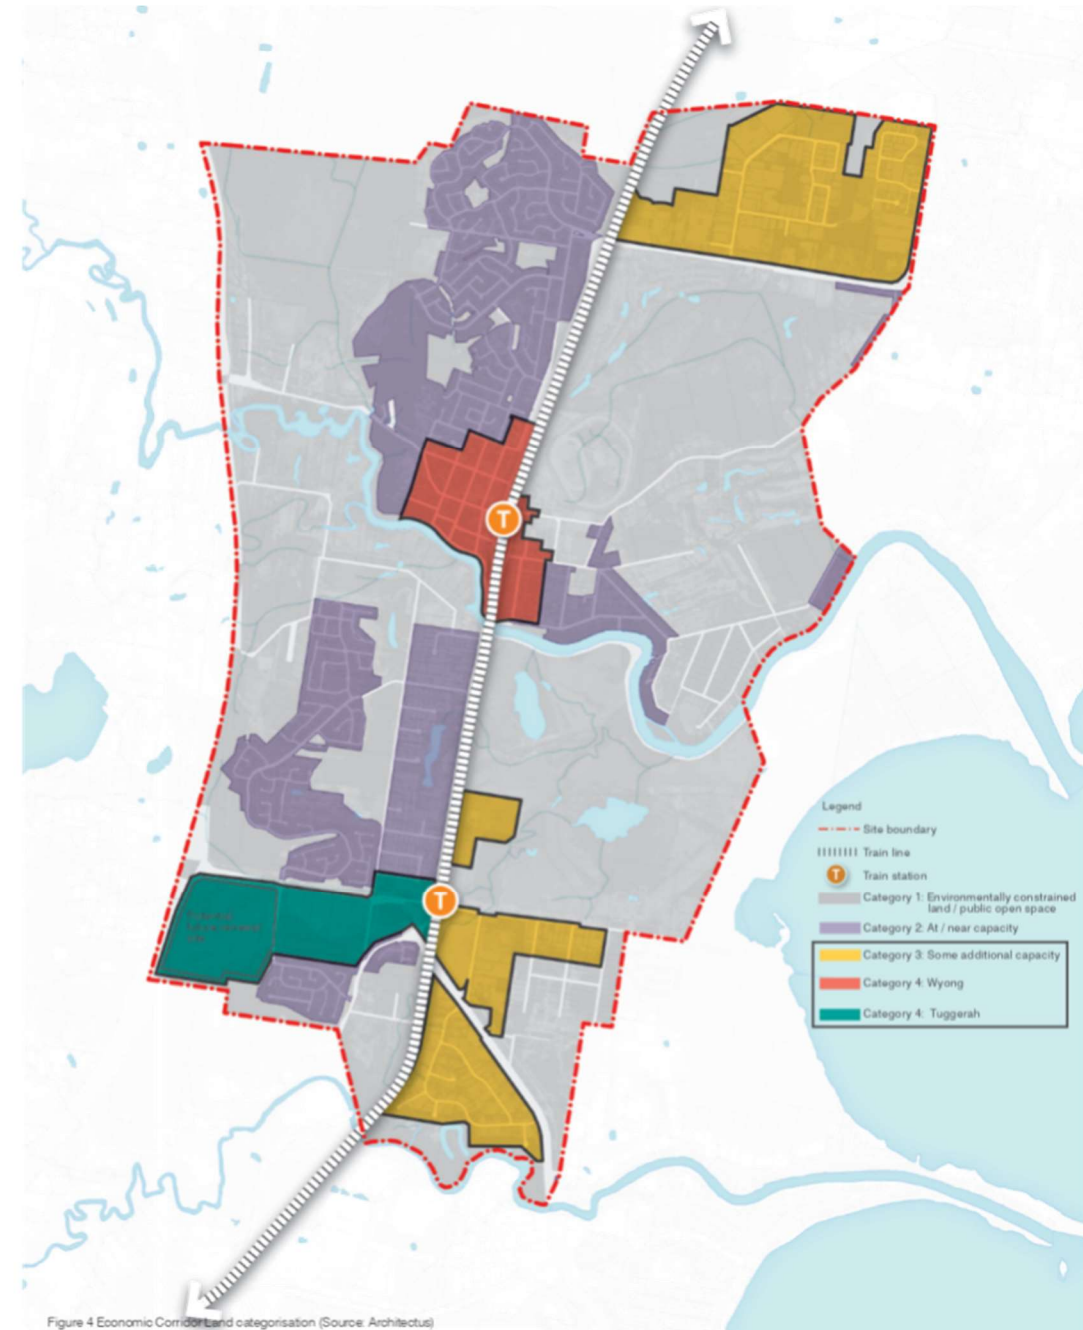 T
T
Legend
Site boundary
Train line
T Train station
Category 1: Environmentally constrained
land / public open space
Category 2: At / near capacity
Category 3: Some additional capacity
Category 4: Wyong
Category 4: Tuggerah
Figure 4 Economic Corridor Land categorisation (Source: Architectus)